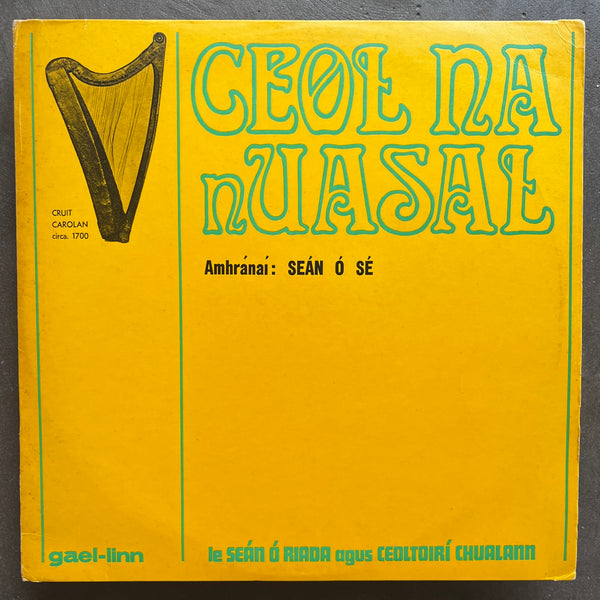 CEOL NA
nUASAL
CRUIT
CAROLAN
circa. 1700
Amhránaí: SEÁN Ó SÉ
gael-linn
le SEÁN Ó RIADA agus CEOLTOIRÍ CHUALANN